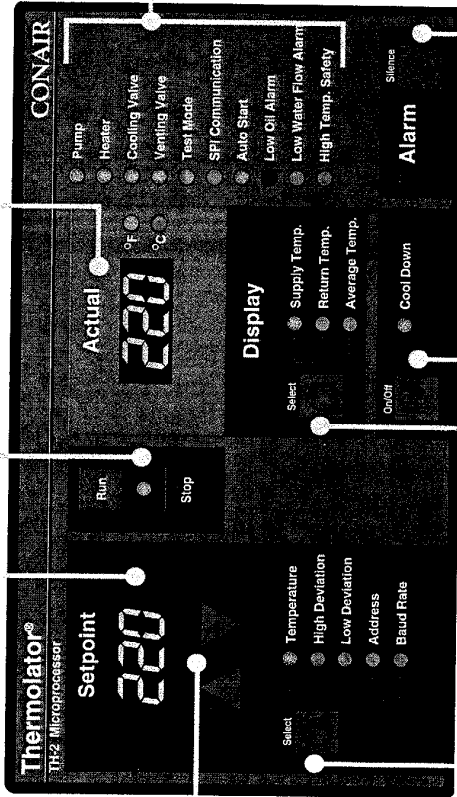 Thermolator®
TH-2 Microprocessor
CONAIR
Setpoint
220
Select
Temperature
High Deviation
Low Deviation
Address
Baud Rate
Run
Stop
Actual
220
°F
°C
Display
Select
Supply Temp.
Return Temp.
Average Temp.
On/Off
Cool Down
Pump
Heater
Cooling Valve
Venting Valve
Test Mode
SPI Communication
Auto Start
Low Oil Alarm
Low Water Flow Alarm
High Temp. Safety
Alarm
Silence